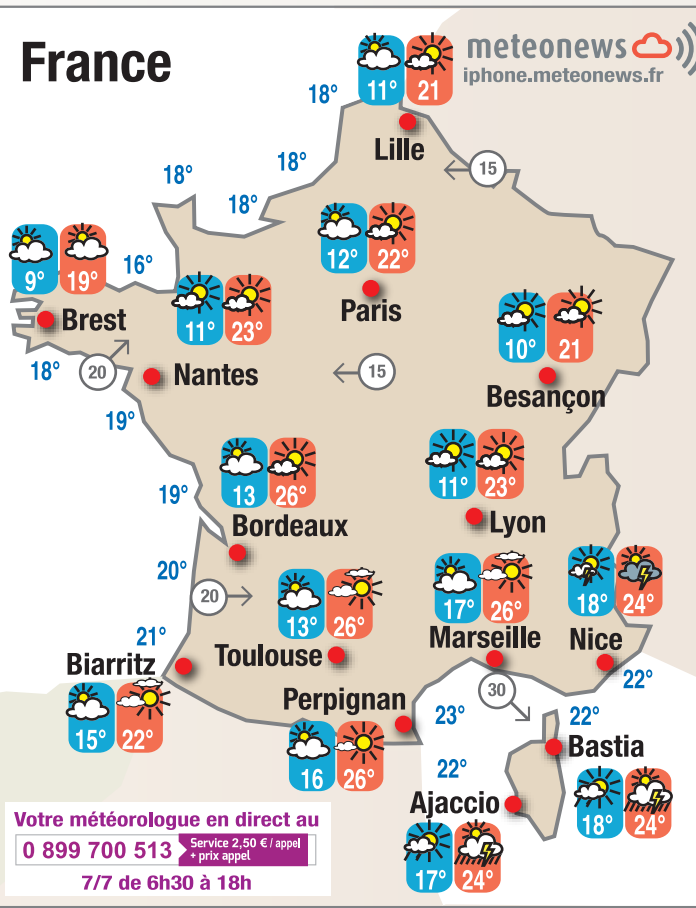 France
meteonews
iphone.meteonews.fr
11° 21
18°
Lille
18°
15
18°
18°
12° 22°
9° 19°
16°
Paris
11° 23°
Brest
10° 21
18°
20
Nantes
15
Besançon
19°
13 26°
11° 23°
19°
Bordeaux
Lyon
20°
20
13° 26°
17° 26°
18° 24°
21°
Biarritz
Toulouse
Marseille
Nice
15° 22°
Perpignan
30
22°
23°
22°
16 26°
Bastia
22°
18° 24°
Ajaccio
17° 24°
Votre météorologue en direct au
0 899 700 513 Service 2,50 € / appel
+ prix appel
7/7 de 6h30 à 18h